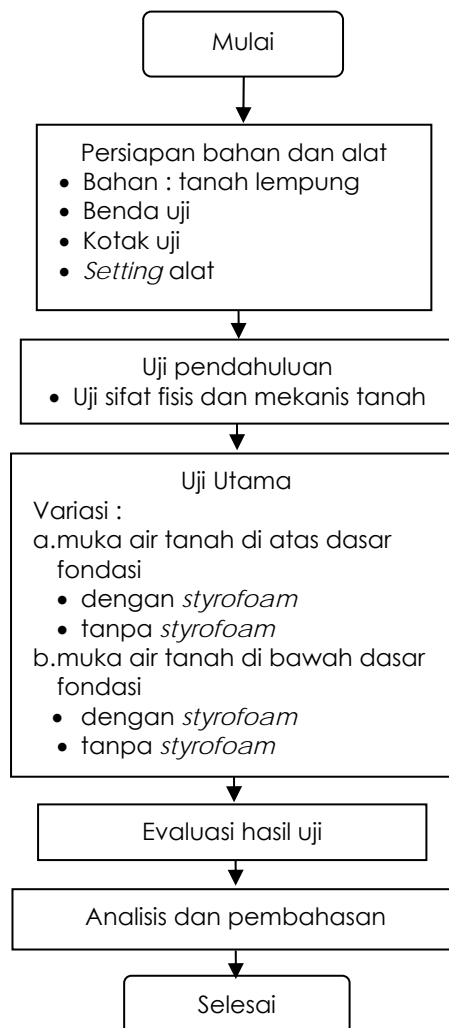 Mulai
Persiapan bahan dan alat
• Bahan : tanah lempung
• Benda uji
• Kotak uji
• Setting alat
Uji pendahuluan
• Uji sifat fisis dan mekanis tanah
Uji Utama
Variasi :
a.muka air tanah di atas dasar
fondasi
• dengan styrofoam
• tanpa styrofoam
b.muka air tanah di bawah dasar
fondasi
• dengan styrofoam
• tanpa styrofoam
Evaluasi hasil uji
Analisis dan pembahasan
Selesai